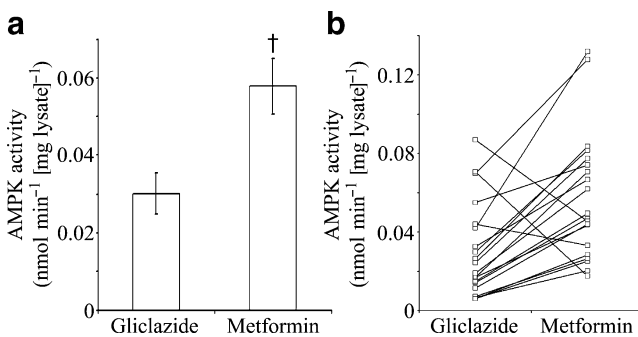 a
b
AMPK activity
(nmol min⁻¹ [mg lysate]⁻¹)
0.06
0.04
0.02
0
†
Gliclazide
Metformin
AMPK activity
(nmol min⁻¹ [mg lysate]⁻¹)
0.12
0.08
0.04
0
Gliclazide
Metformin